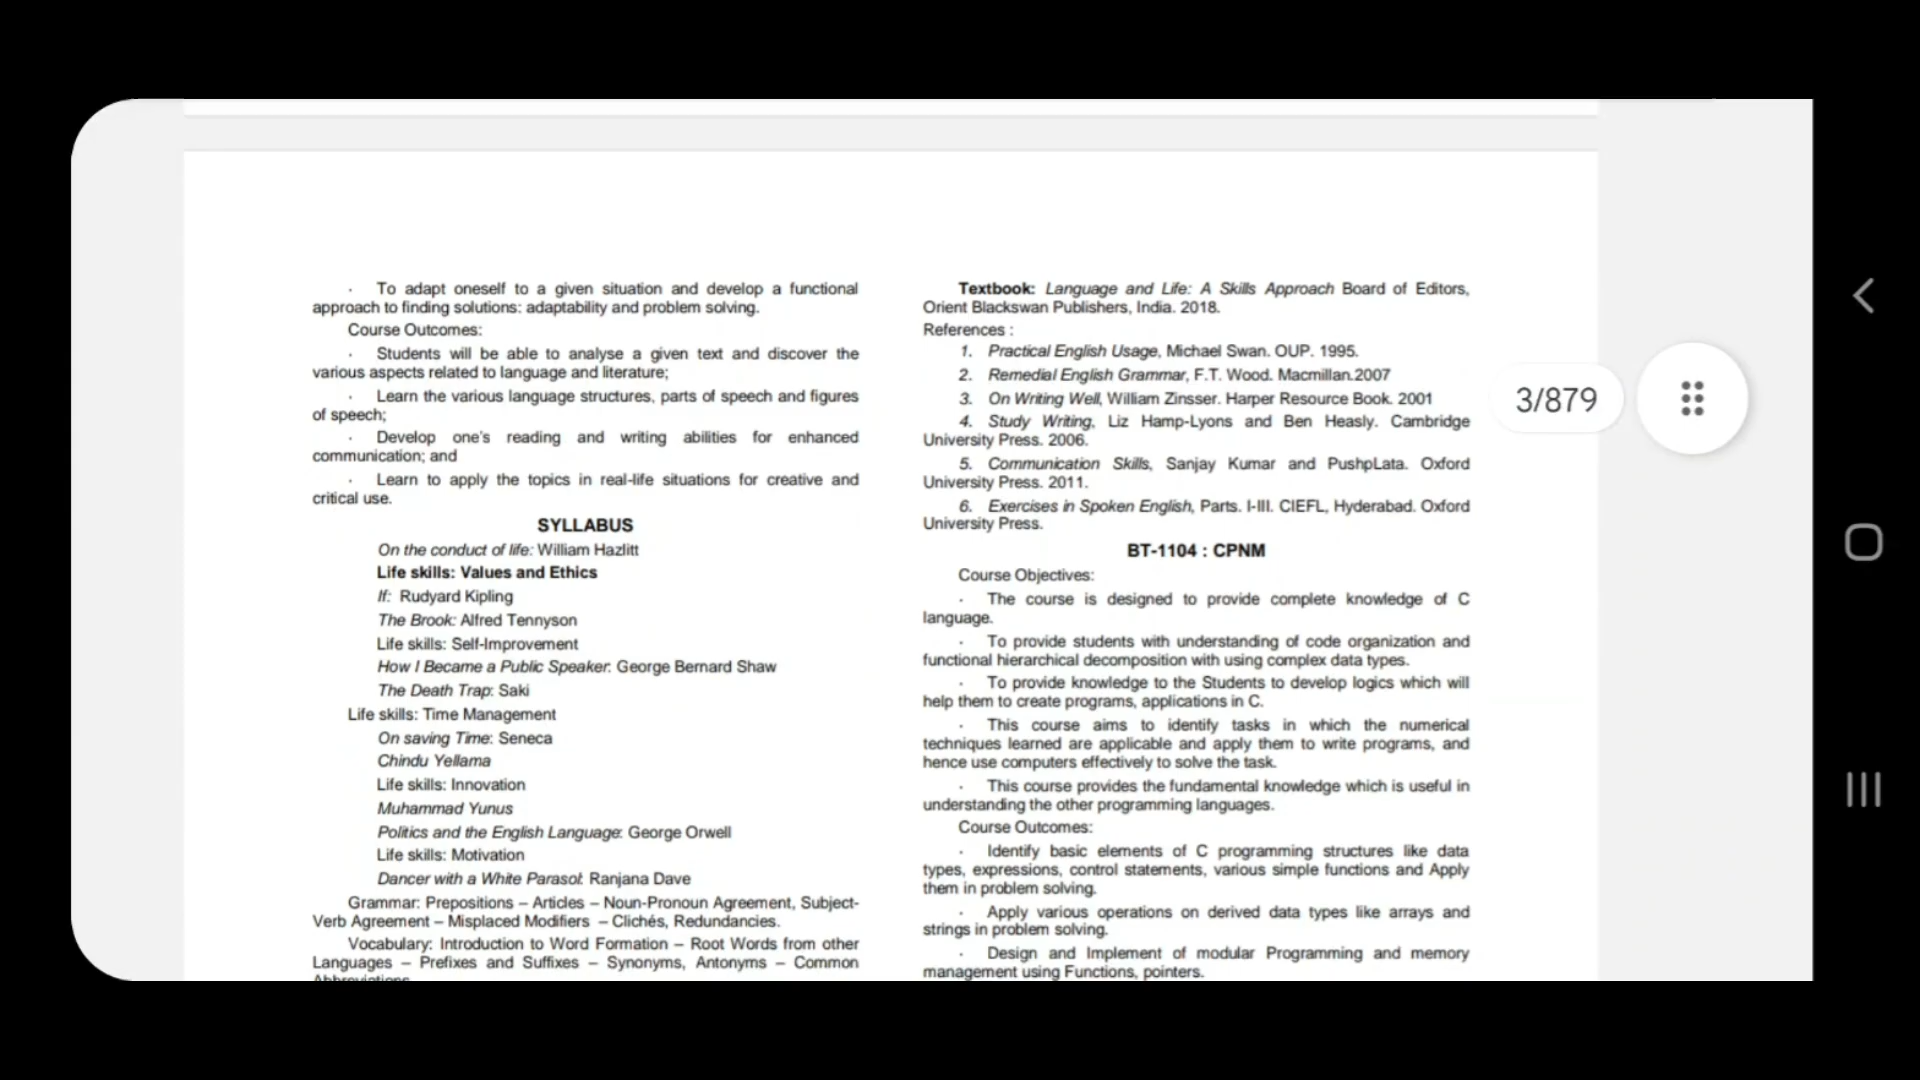 · To adapt oneself to a given situation and develop a functional
approach to finding solutions: adaptability and problem solving.
Course Outcomes:
· Students will be able to analyse a given text and discover the
various aspects related to language and literature;
· Learn the various language structures, parts of speech and figures
of speech;
· Develop one's reading and writing abilities for enhanced
communication; and
· Learn to apply the topics in real-life situations for creative and
critical use.
SYLLABUS
On the conduct of life: William Hazlitt
Life skills: Values and Ethics
If: Rudyard Kipling
The Brook: Alfred Tennyson
Life skills: Self-Improvement
How I Became a Public Speaker: George Bernard Shaw
The Death Trap: Saki
Life skills: Time Management
On saving Time: Seneca
Chindu Yellama
Life skills: Innovation
Muhammad Yunus
Politics and the English Language: George Orwell
Life skills: Motivation
Dancer with a White Parasol: Ranjana Dave
Grammar: Prepositions – Articles – Noun-Pronoun Agreement, Subject-
Verb Agreement – Misplaced Modifiers – Clichés, Redundancies.
Vocabulary: Introduction to Word Formation – Root Words from other
Languages – Prefixes and Suffixes – Synonyms, Antonyms – Common
Abbreviations
Textbook: Language and Life: A Skills Approach Board of Editors,
Orient Blackswan Publishers, India. 2018.
References :
1. Practical English Usage, Michael Swan. OUP. 1995.
2. Remedial English Grammar, F.T. Wood. Macmillan.2007
3. On Writing Well, William Zinsser. Harper Resource Book. 2001
4. Study Writing, Liz Hamp-Lyons and Ben Heasly. Cambridge
University Press. 2006.
5. Communication Skills, Sanjay Kumar and PushpLata. Oxford
University Press. 2011.
6. Exercises in Spoken English, Parts. I-III. CIEFL, Hyderabad. Oxford
University Press.
BT-1104 : CPNM
Course Objectives:
· The course is designed to provide complete knowledge of C
language.
· To provide students with understanding of code organization and
functional hierarchical decomposition with using complex data types.
· To provide knowledge to the Students to develop logics which will
help them to create programs, applications in C.
· This course aims to identify tasks in which the numerical
techniques learned are applicable and apply them to write programs, and
hence use computers effectively to solve the task.
· This course provides the fundamental knowledge which is useful in
understanding the other programming languages.
Course Outcomes:
· Identify basic elements of C programming structures like data
types, expressions, control statements, various simple functions and Apply
them in problem solving.
· Apply various operations on derived data types like arrays and
strings in problem solving.
· Design and Implement of modular Programming and memory
management using Functions, pointers.
3/879